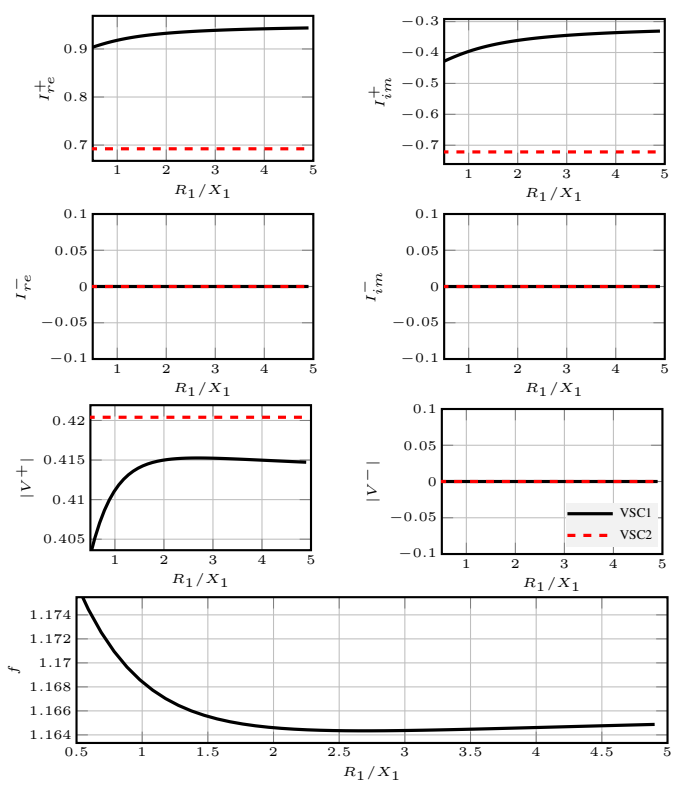 0.9
0.8
0.7
I⁺re
1 2 3 4 5
R₁/X₁
−0.3
−0.4
−0.5
−0.6
−0.7
I⁺im
1 2 3 4 5
R₁/X₁
0.1
0.05
0
−0.05
−0.1
I⁻re
1 2 3 4 5
R₁/X₁
0.1
0.05
0
−0.05
−0.1
I⁻im
1 2 3 4 5
R₁/X₁
0.42
0.415
0.41
0.405
|V⁺|
1 2 3 4 5
R₁/X₁
0.1
0.05
0
−0.05
−0.1
|V⁻|
VSC1
VSC2
1 2 3 4 5
R₁/X₁
1.174
1.172
1.17
1.168
1.166
1.164
f
0.5 1 1.5 2 2.5 3 3.5 4 4.5 5
R₁/X₁